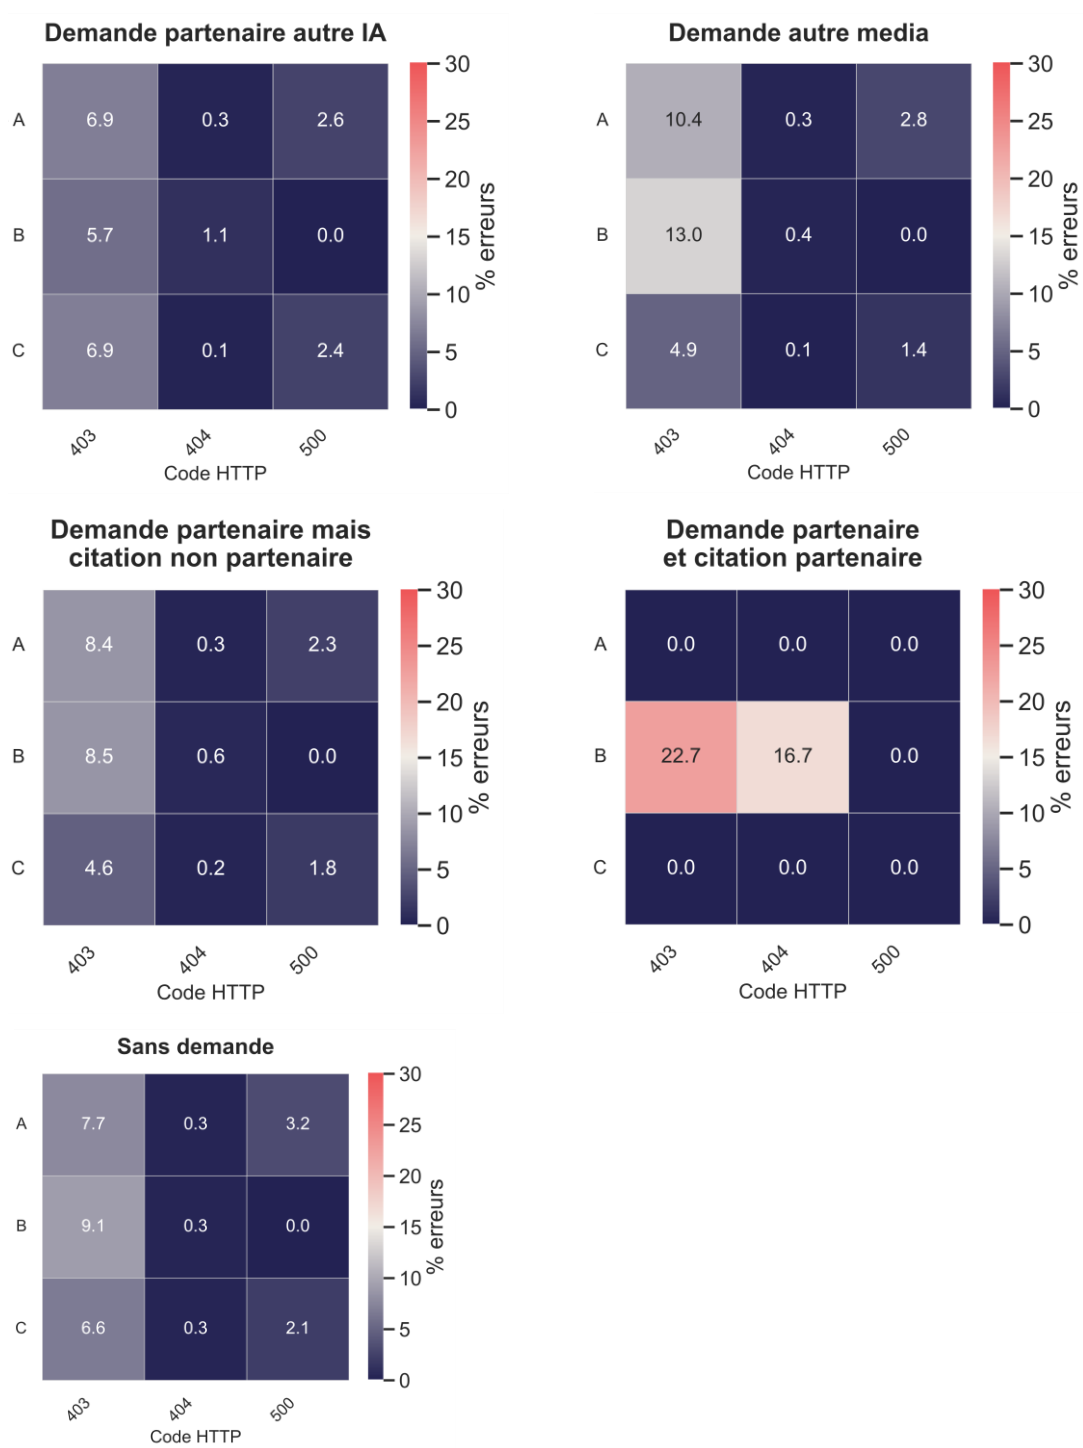 Demande partenaire autre IA
A
6.9 0.3 2.6
B
5.7 1.1 0.0
C
6.9 0.1 2.4
403 404 500
Code HTTP
30
25
20
15
10
5
0
% erreurs
Demande autre media
A
10.4 0.3 2.8
B
13.0 0.4 0.0
C
4.9 0.1 1.4
403 404 500
Code HTTP
30
25
20
15
10
5
0
% erreurs
Demande partenaire mais
citation non partenaire
A
8.4 0.3 2.3
B
8.5 0.6 0.0
C
4.6 0.2 1.8
403 404 500
Code HTTP
30
25
20
15
10
5
0
% erreurs
Demande partenaire
et citation partenaire
A
0.0 0.0 0.0
B
22.7 16.7 0.0
C
0.0 0.0 0.0
403 404 500
Code HTTP
30
25
20
15
10
5
0
% erreurs
Sans demande
A
7.7 0.3 3.2
B
9.1 0.3 0.0
C
6.6 0.3 2.1
403 404 500
Code HTTP
30
25
20
15
10
5
0
% erreurs